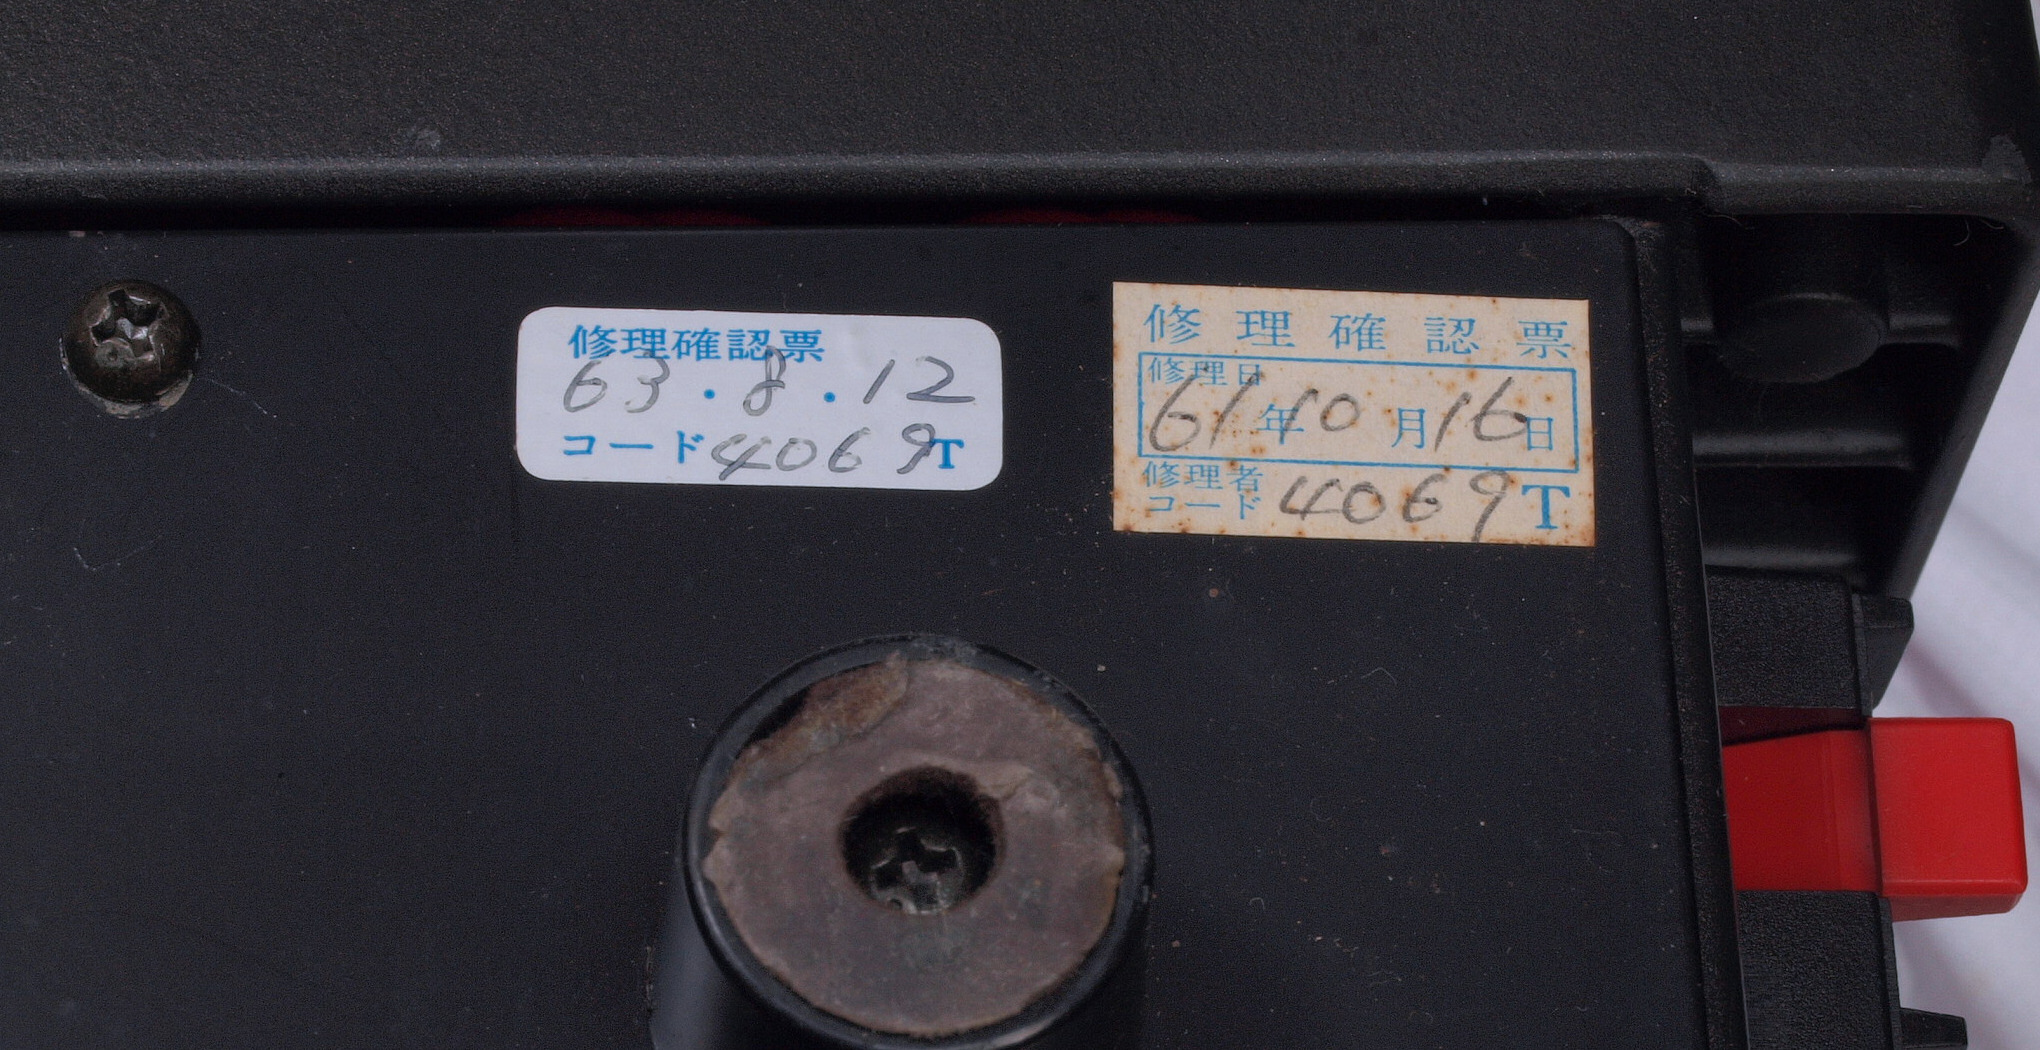 修理確認票
63.8.12
コード4069T
修理確認票
修理日
61年10月16日
修理者
コード 4069T